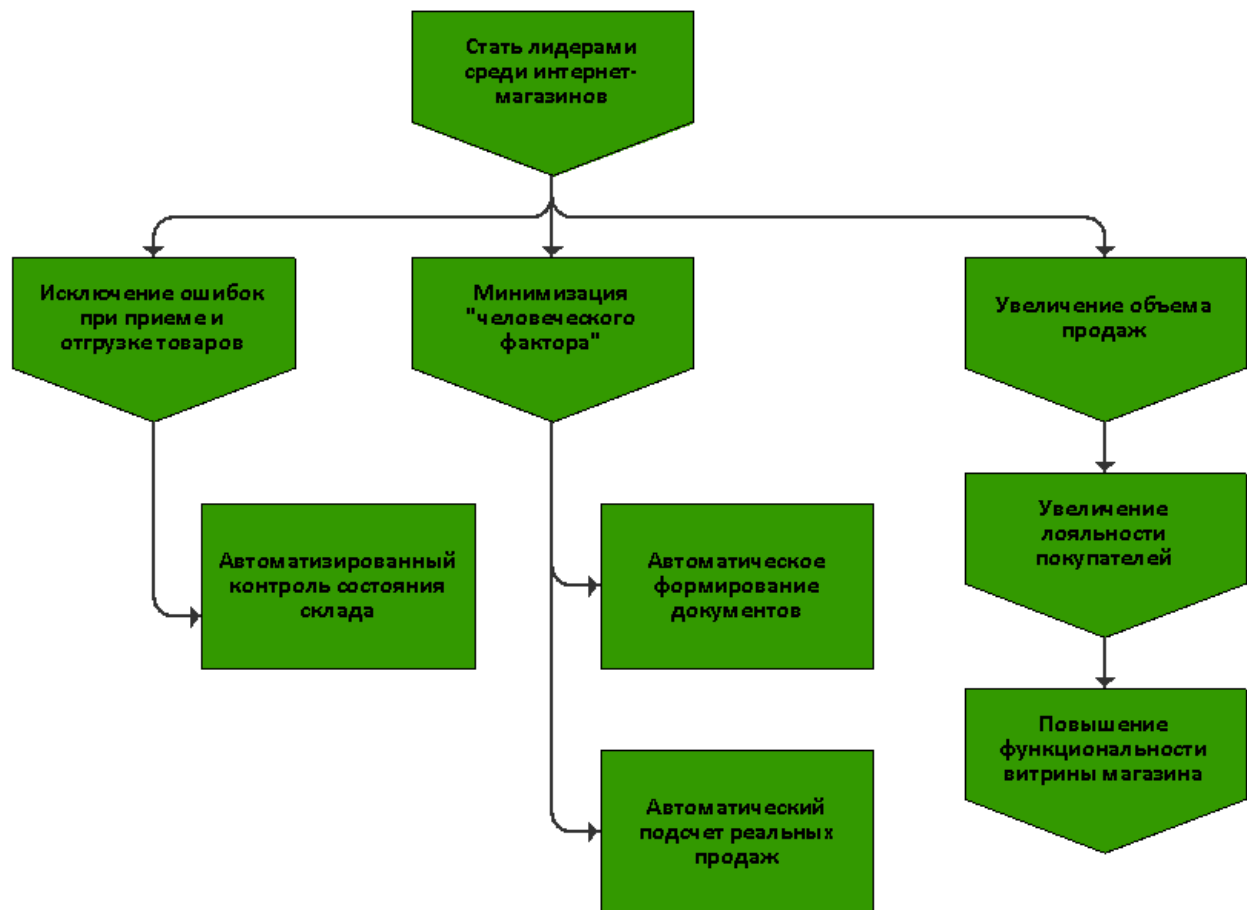 Стать лидерами
среди интернет-
магазинов
Исключение ошибок
при приеме и
отгрузке товаров
Минимизация
"человеческого
фактора"
Увеличение объема
продаж
Автоматизированный
контроль состояния
склада
Автоматическое
формирование
документов
Увеличение
лояльности
покупателей
Автоматический
подсчет реальных
продаж
Повышение
функциональности
витрины магазина